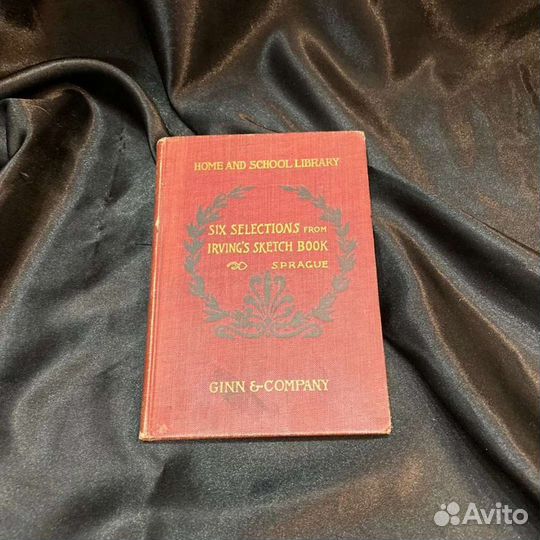 HOME AND SCHOOL LIBRARY
SIX SELECTIONS FROM
IRVING'S SKETCH BOOK
SPRAGUE
GINN & COMPANY
Avito